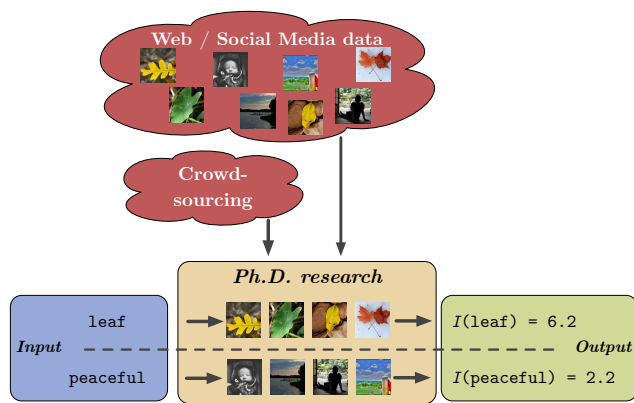 Web / Social Media data
Crowd-
sourcing
Ph.D. research
leaf
I(leaf) = 6.2
Input
Output
peaceful
I(peaceful) = 2.2